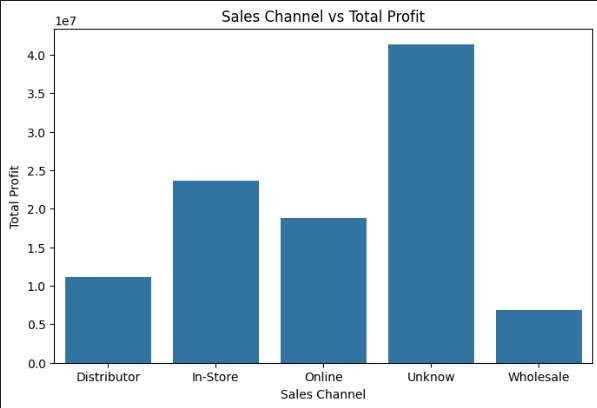 Sales Channel vs Total Profit
1e7
4.0
3.5
3.0
2.5
2.0
1.5
1.0
0.5
0.0
Total Profit
Distributor In-Store Online Unknow Wholesale
Sales Channel